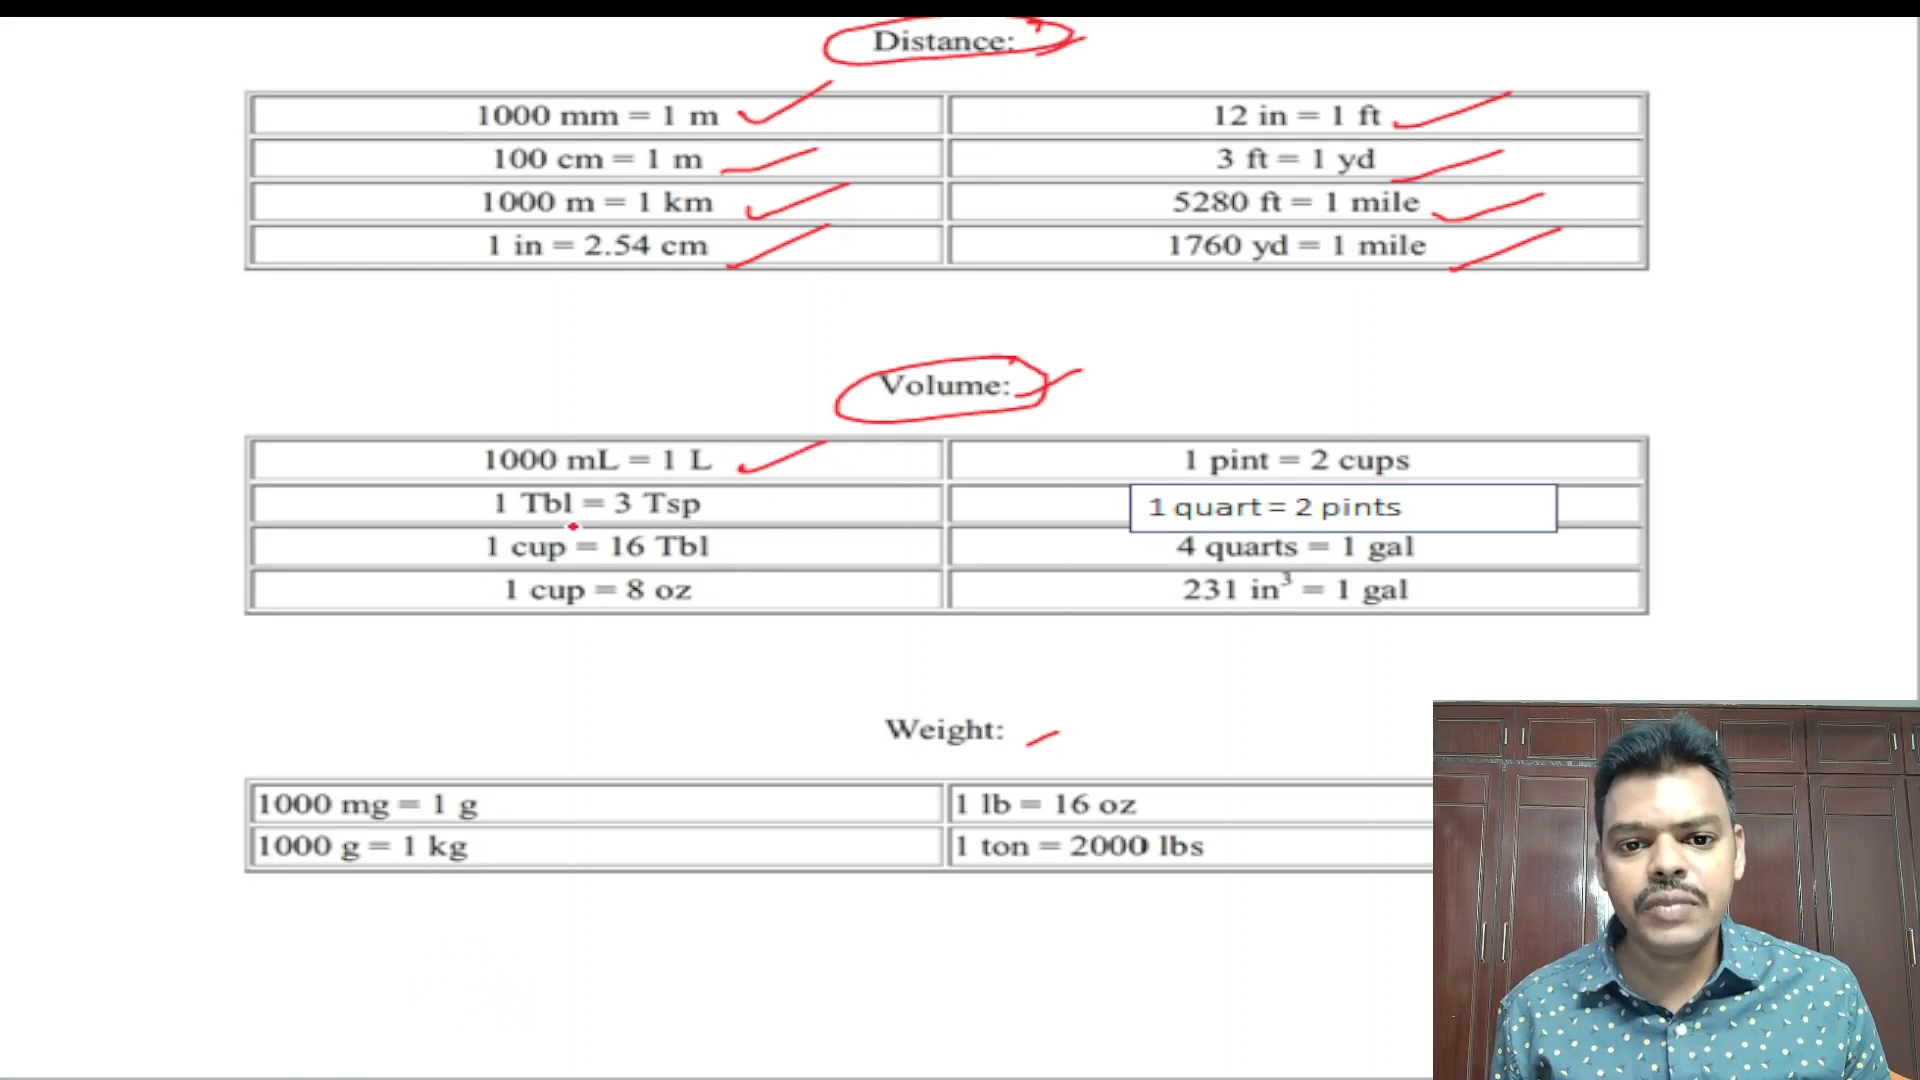 Distance:
1000 mm = 1 m
12 in = 1 ft
100 cm = 1 m
3 ft = 1 yd
1000 m = 1 km
5280 ft = 1 mile
1 in = 2.54 cm
1760 yd = 1 mile
Volume:
1000 mL = 1 L
1 pint = 2 cups
1 Tbl = 3 Tsp
1 quart = 2 pints
1 cup = 16 Tbl
4 quarts = 1 gal
1 cup = 8 oz
231 in³ = 1 gal
Weight:
1000 mg = 1 g
1 lb = 16 oz
1000 g = 1 kg
1 ton = 2000 lbs